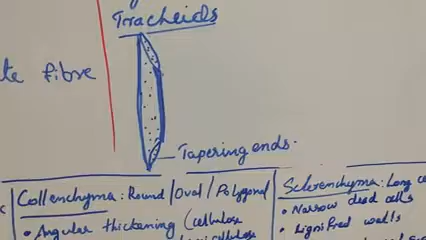 Tracheids
te fibre
Tapering ends.
Collenchyma: Round / Oval / Polygonal
• Angular thickening (cellulose
Sclerenchyma: Long ce
• Narrow dead cells
• Lignified walls